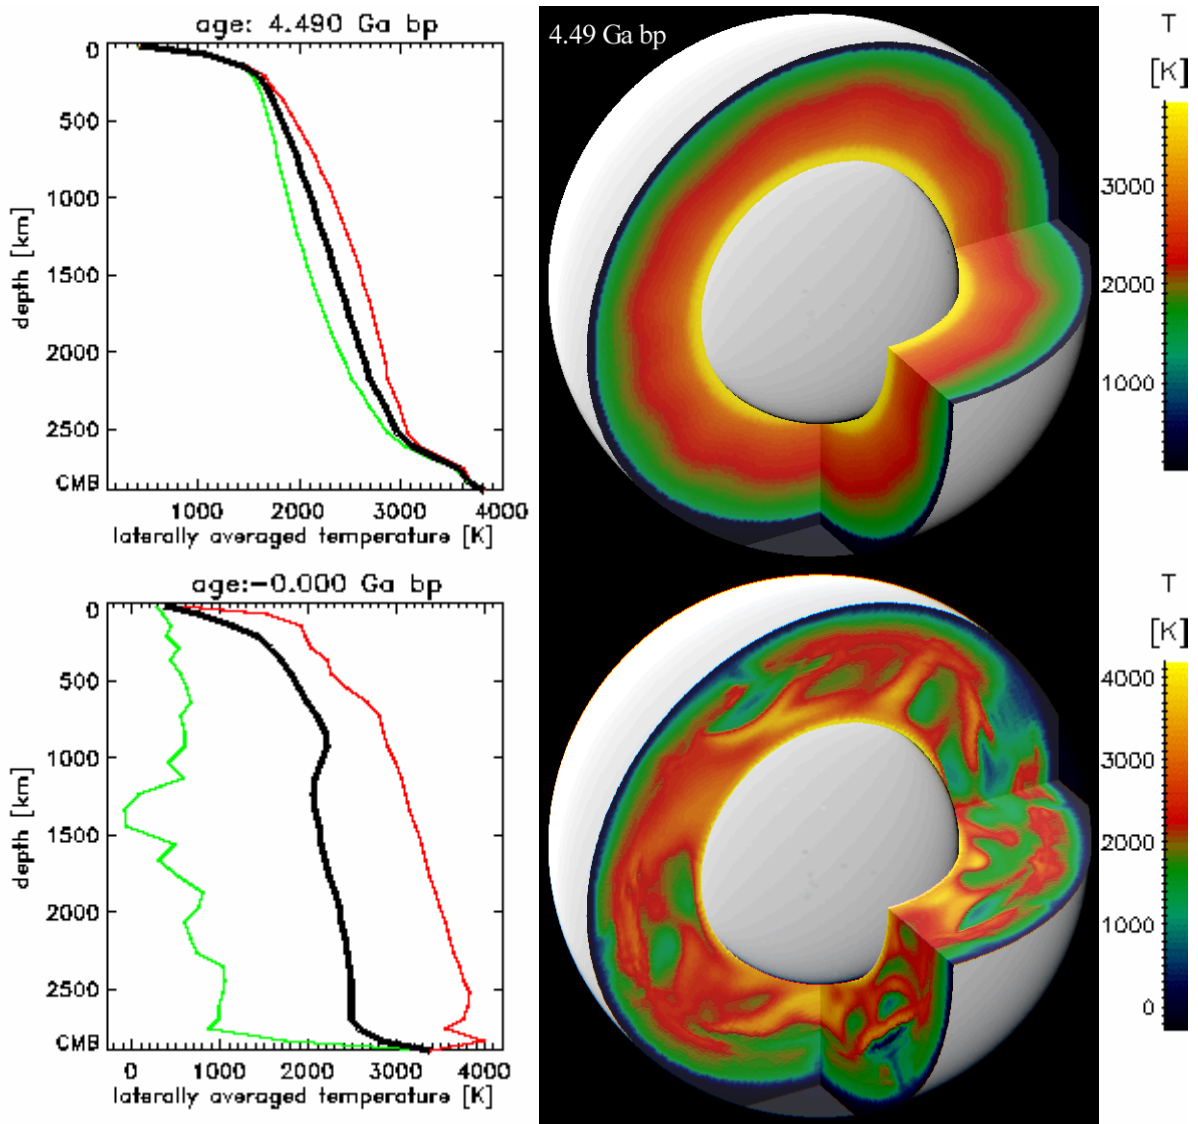 age: 4.490 Ga bp
0
500
1000
1500
2000
2500
CMB
depth [km]
1000 2000 3000 4000
laterally averaged temperature [K]
4.49 Ga bp
T
[K]
3000
2000
1000
age:-0.000 Ga bp
0
500
1000
1500
2000
2500
CMB
depth [km]
0 1000 2000 3000 4000
laterally averaged temperature [K]
T
[K]
4000
3000
2000
1000
0